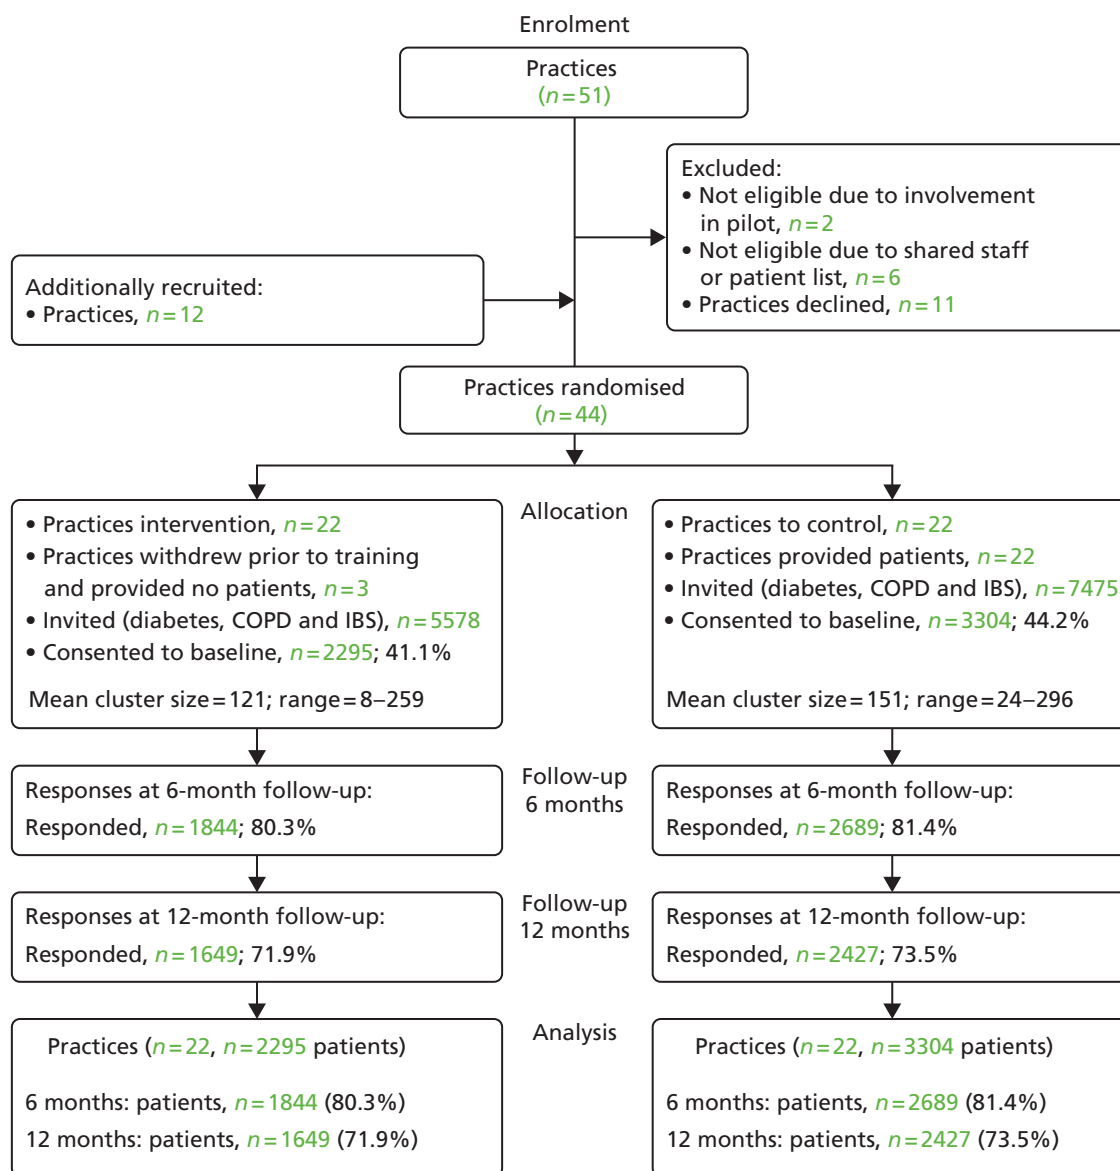 Enrolment
Practices
(n=51)
Excluded:
• Not eligible due to involvement
in pilot, n=2
• Not eligible due to shared staff
or patient list, n=6
• Practices declined, n=11
Additionally recruited:
• Practices, n=12
Practices randomised
(n=44)
Allocation
• Practices intervention, n=22
• Practices withdrew prior to training
and provided no patients, n=3
• Invited (diabetes, COPD and IBS), n=5578
• Consented to baseline, n=2295; 41.1%
Mean cluster size=121; range=8–259
• Practices to control, n=22
• Practices provided patients, n=22
• Invited (diabetes, COPD and IBS), n=7475
• Consented to baseline, n=3304; 44.2%
Mean cluster size=151; range=24–296
Follow-up
6 months
Responses at 6-month follow-up:
Responded, n=1844; 80.3%
Responses at 6-month follow-up:
Responded, n=2689; 81.4%
Follow-up
12 months
Responses at 12-month follow-up:
Responded, n=1649; 71.9%
Responses at 12-month follow-up:
Responded, n=2427; 73.5%
Analysis
Practices (n=22, n=2295 patients)
6 months: patients, n=1844 (80.3%)
12 months: patients, n=1649 (71.9%)
Practices (n=22, n=3304 patients)
6 months: patients, n=2689 (81.4%)
12 months: patients, n=2427 (73.5%)